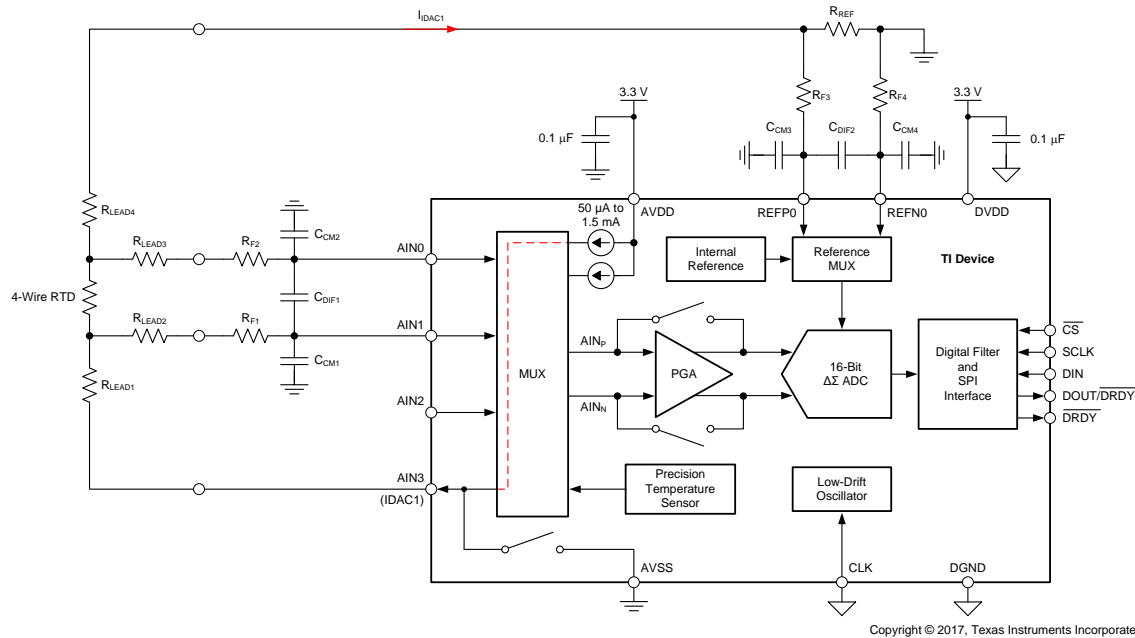 IIDAC1
RREF
3.3 V
RF3
RF4
3.3 V
0.1 µF
CCM3
CDIF2
CCM4
0.1 µF
RLEAD4
RLEAD3
RF2
CCM2
4-Wire RTD
CDIF1
RLEAD2
RF1
CCM1
RLEAD1
AIN0
AIN1
AIN2
AIN3
(IDAC1)
50 µA to
1.5 mA
AVDD
REFP0
REFN0
DVDD
Internal
Reference
Reference
MUX
TI Device
MUX
AINP
AINN
PGA
16-Bit
ΔΣ ADC
Digital Filter
and
SPI
Interface
CS
SCLK
DIN
DOUT/DRDY
DRDY
Precision
Temperature
Sensor
Low-Drift
Oscillator
AVSS
CLK
DGND
Copyright © 2017, Texas Instruments Incorporate